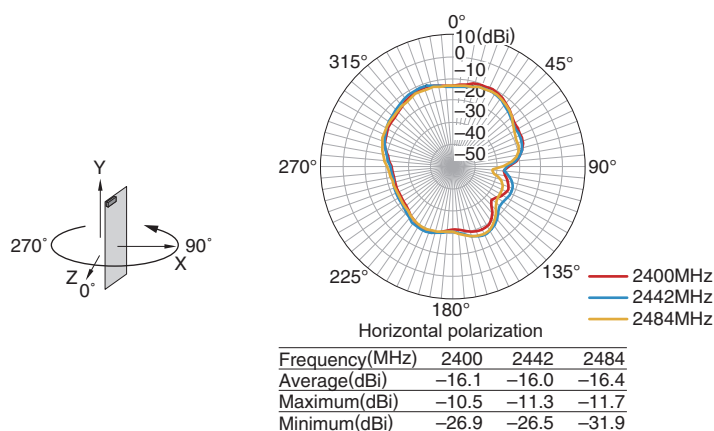 0°
10(dBi)
0
−10
−20
−30
−40
−50
315°
45°
270°
90°
225°
135°
180°
Y
270°
90°
X
Z
0°
2400MHz
2442MHz
2484MHz
Horizontal polarization
Frequency(MHz) 2400 2442 2484
Average(dBi) −16.1 −16.0 −16.4
Maximum(dBi) −10.5 −11.3 −11.7
Minimum(dBi) −26.9 −26.5 −31.9